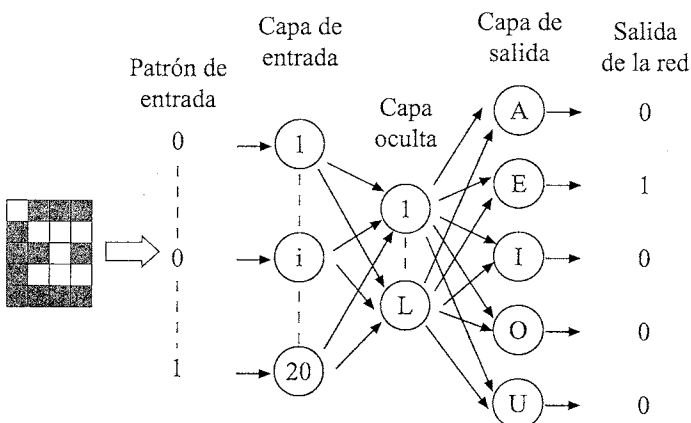 Patrón de
entrada
0
0
1
Capa de
entrada
1
i
20
Capa
oculta
1
L
Capa de
salida
A
E
I
O
U
Salida
de la red
0
1
0
0
0